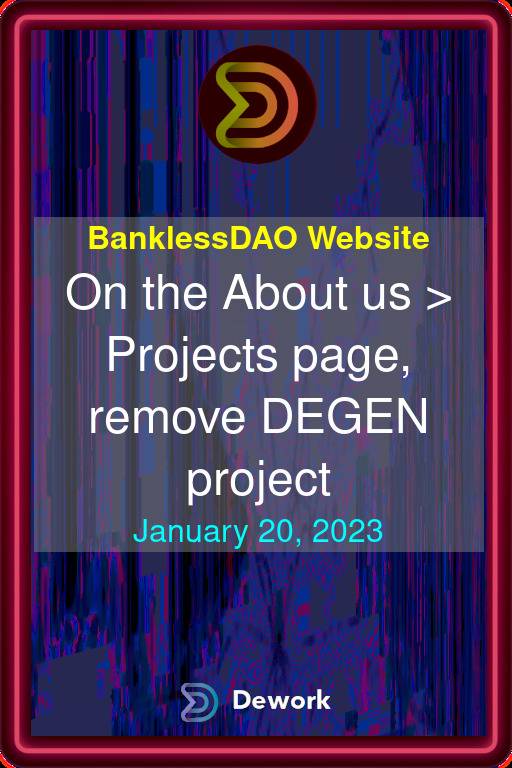 BanklessDAO Website
On the About us >
Projects page,
remove DEGEN
project
January 20, 2023
Dework